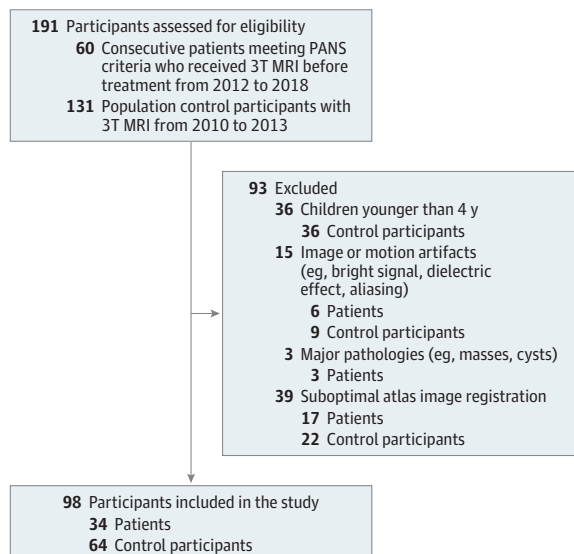 191 Participants assessed for eligibility
60 Consecutive patients meeting PANS
criteria who received 3T MRI before
treatment from 2012 to 2018
131 Population control participants with
3T MRI from 2010 to 2013
93 Excluded
36 Children younger than 4 y
36 Control participants
15 Image or motion artifacts
(eg, bright signal, dielectric
effect, aliasing)
6 Patients
9 Control participants
3 Major pathologies (eg, masses, cysts)
3 Patients
39 Suboptimal atlas image registration
17 Patients
22 Control participants
98 Participants included in the study
34 Patients
64 Control participants